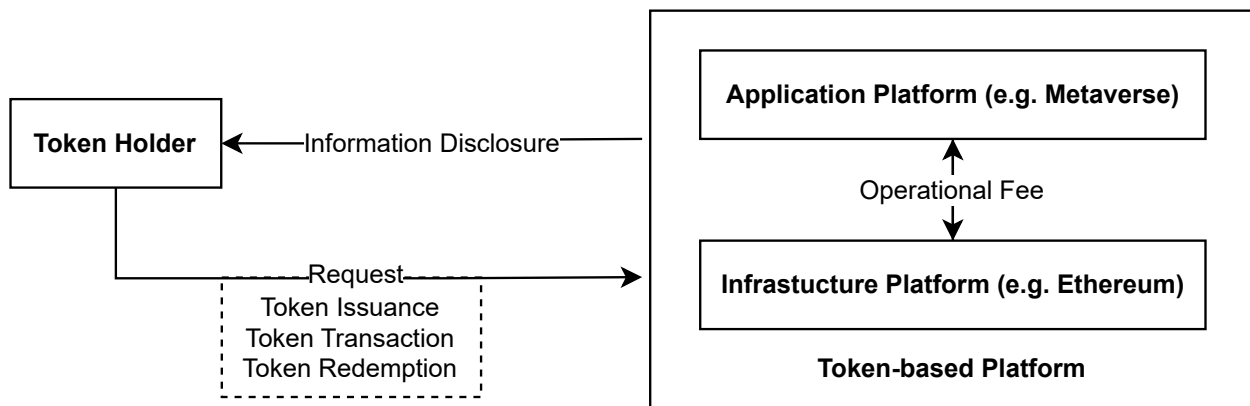 Application Platform (e.g. Metaverse)
Token Holder
Information Disclosure
Operational Fee
Request
Token Issuance
Token Transaction
Token Redemption
Infrastucture Platform (e.g. Ethereum)
Token-based Platform